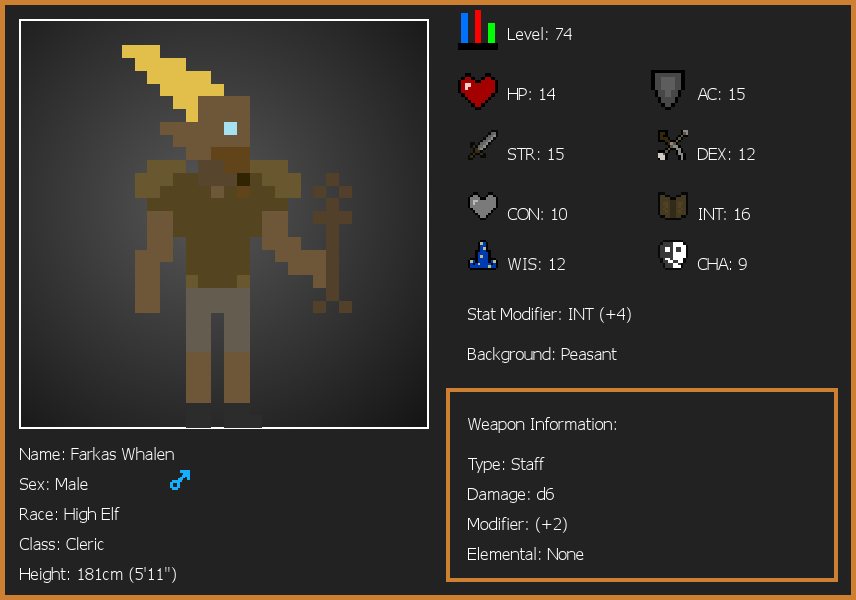 Level: 74
HP: 14
AC: 15
STR: 15
DEX: 12
CON: 10
INT: 16
WIS: 12
CHA: 9
Stat Modifier: INT (+4)
Background: Peasant
Weapon Information:
Type: Staff
Damage: d6
Modifier: (+2)
Elemental: None
Name: Farkas Whalen
Sex: Male
Race: High Elf
Class: Cleric
Height: 181cm (5'11")